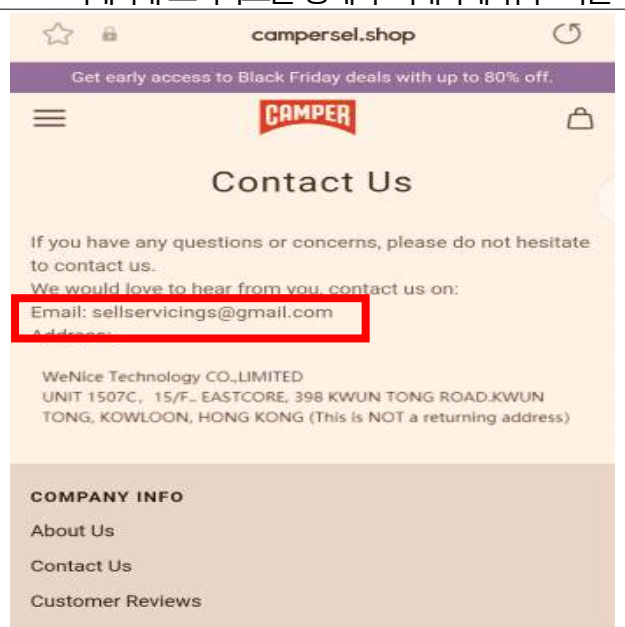 campersel.shop
Get early access to Black Friday deals with up to 80% off.
CAMPER
Contact Us
If you have any questions or concerns, please do not hesitate
to contact us.
We would love to hear from you, contact us on:
Email: sellservicings@gmail.com
Address:
WeNice Technology CO.,LIMITED
UNIT 1507C, 15/F., EASTCORE, 398 KWUN TONG ROAD.KWUN
TONG, KOWLOON, HONG KONG (This is NOT a returning address)
COMPANY INFO
About Us
Contact Us
Customer Reviews